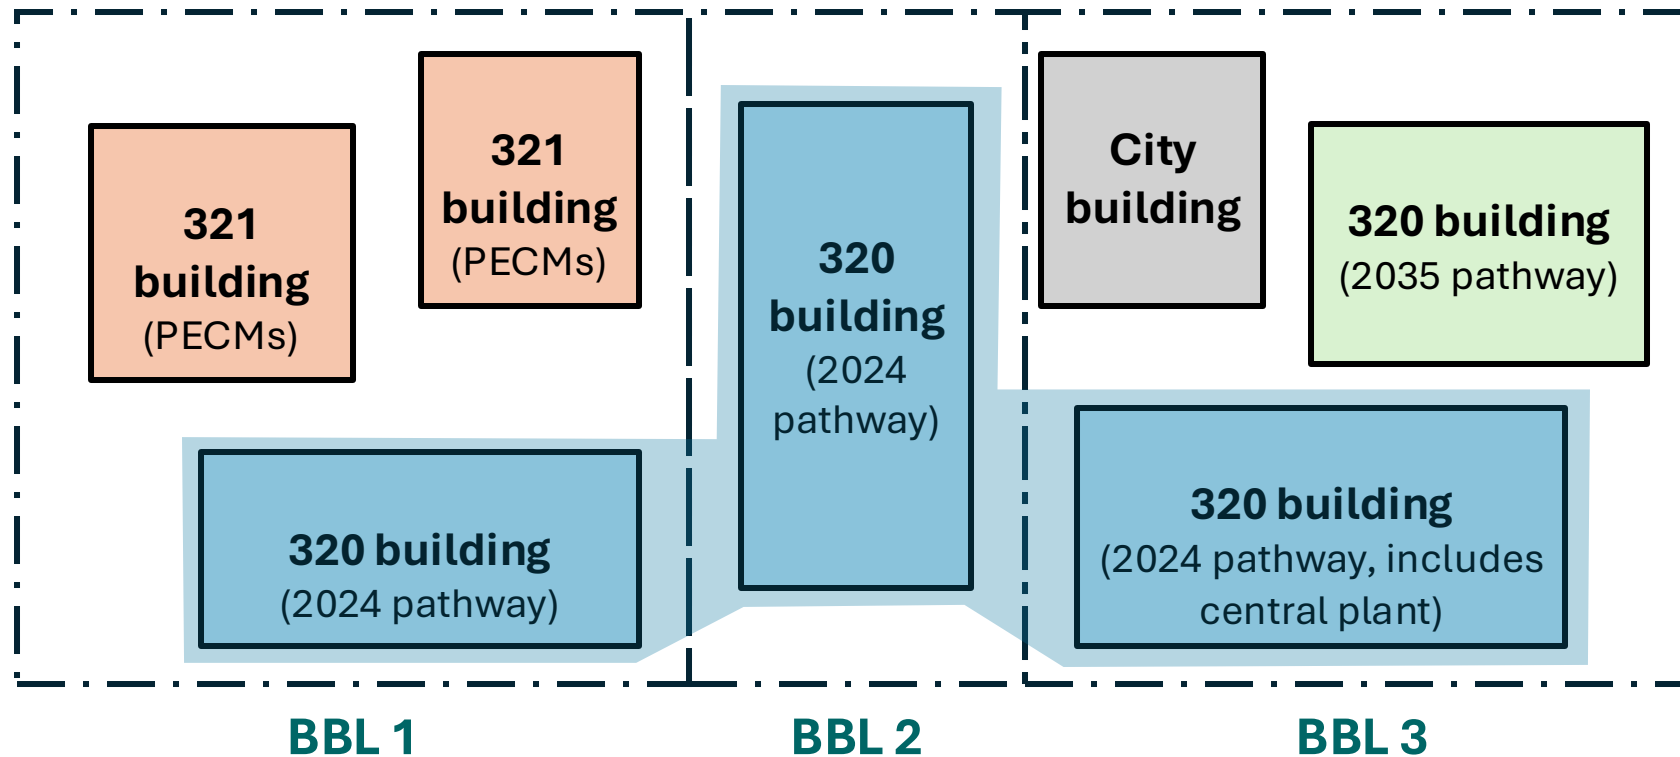 321
building
(PECMs)
321
building
(PECMs)
320 building
(2024 pathway)
320
building
(2024
pathway)
City
building
320 building
(2035 pathway)
320 building
(2024 pathway, includes
central plant)
BBL 1
BBL 2
BBL 3